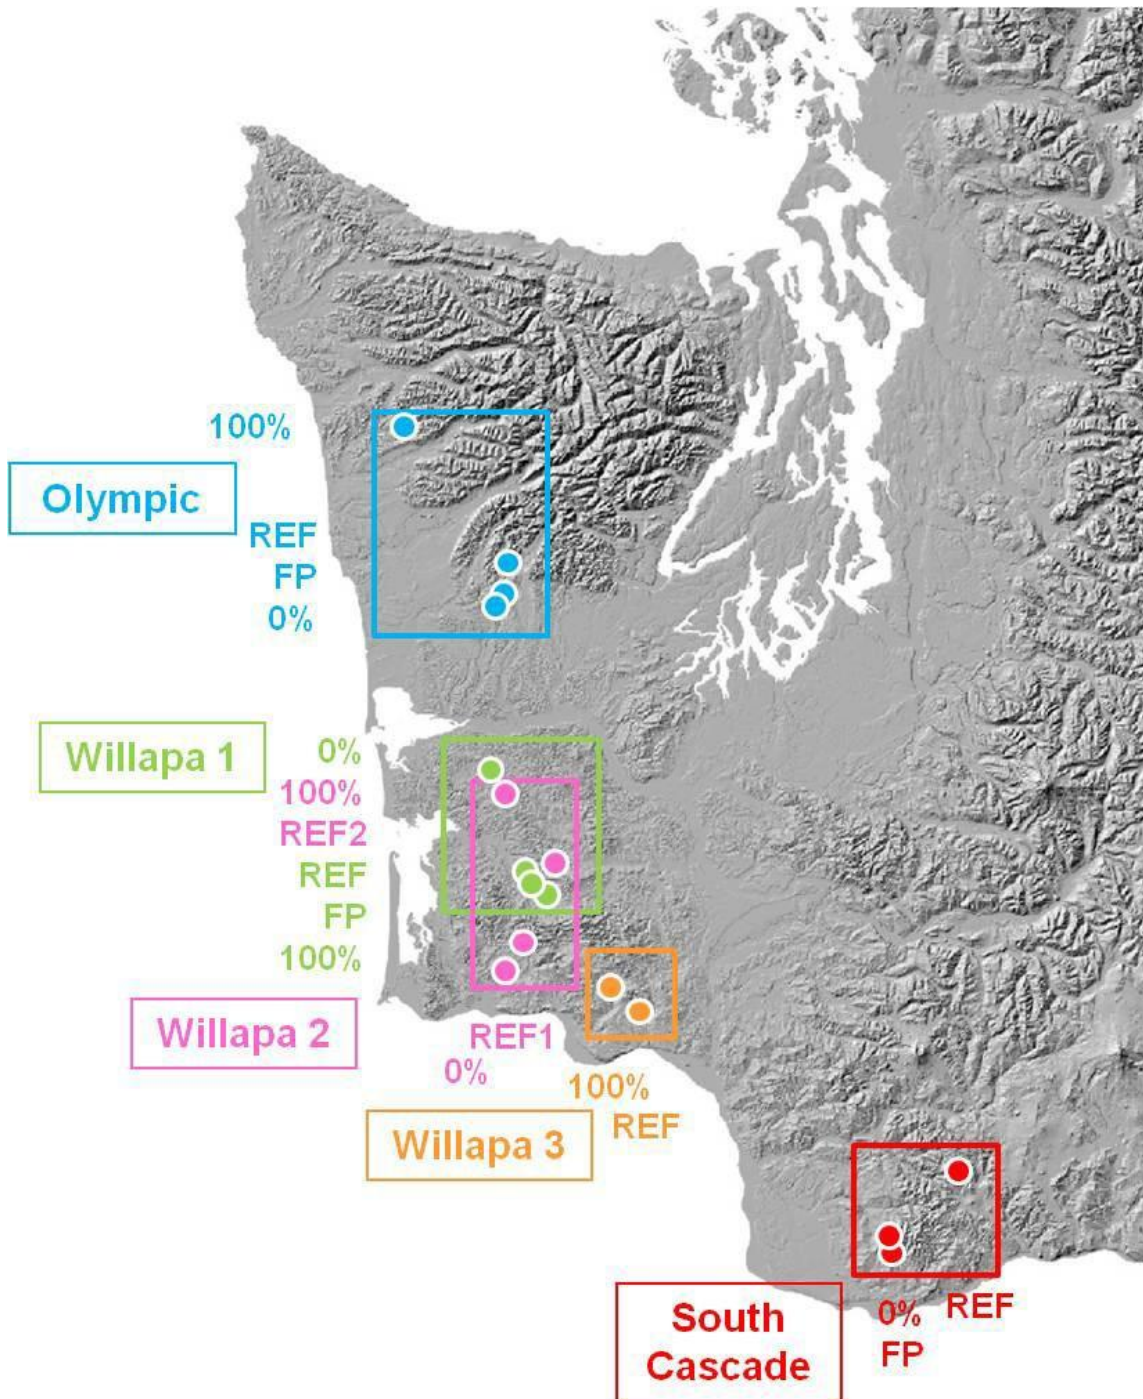 100%
Olympic
REF
FP
0%
Willapa 1
0%
100%
REF2
REF
FP
100%
Willapa 2
REF1
0%
100%
REF
Willapa 3
South
Cascade
0%
REF
FP